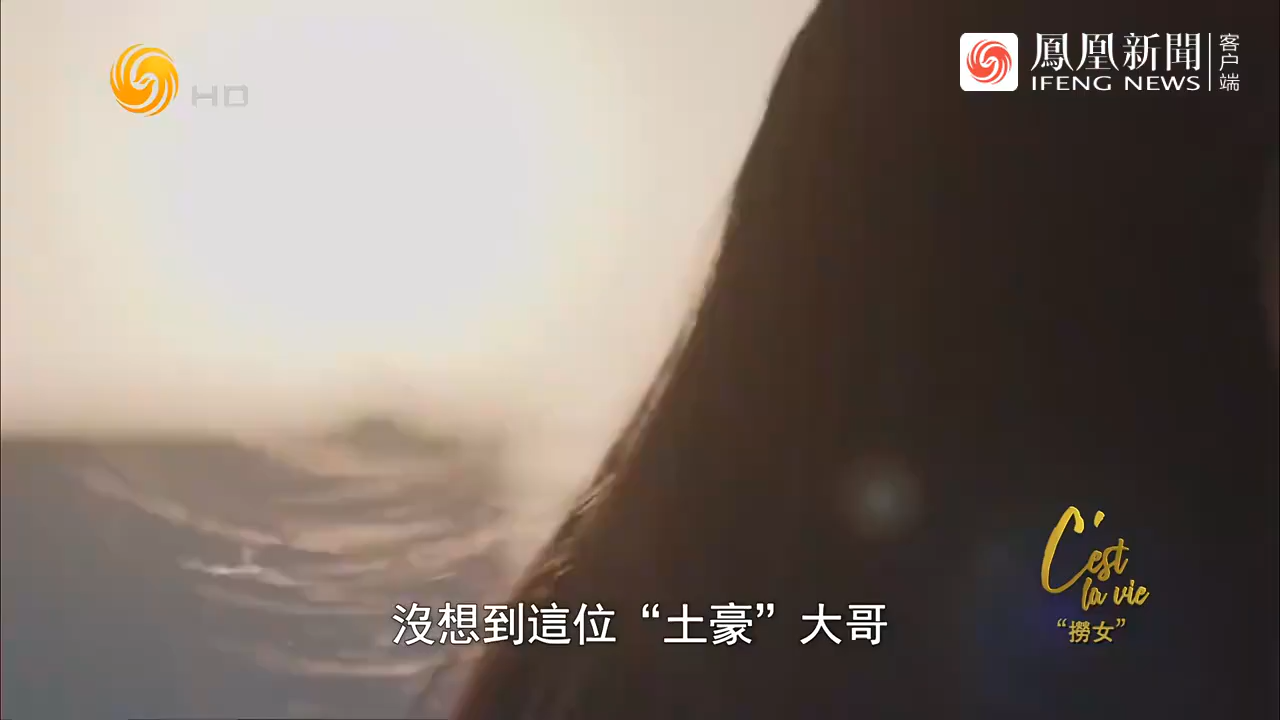 HD
鳳凰新聞
IFENG NEWS
客户端
C'est
la vie
“撈女”
沒想到這位“土豪”大哥